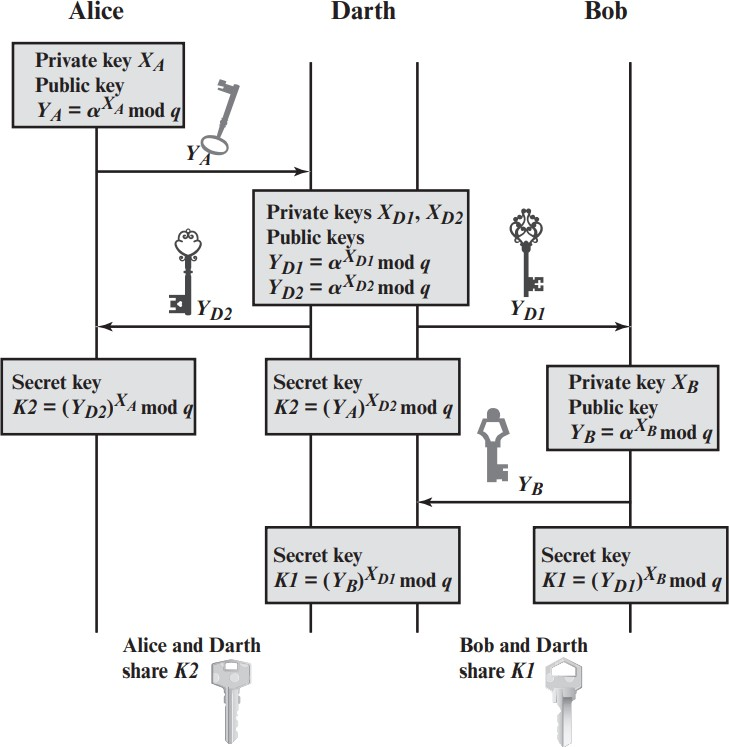 Alice Darth Bob
Private key X_A
Public key
Y_A = α^X_A mod q
Y_A
Private keys X_D1, X_D2
Public keys
Y_D1 = α^X_D1 mod q
Y_D2 = α^X_D2 mod q
Y_D2
Y_D1
Secret key
K2 = (Y_D2)^X_A mod q
Secret key
K2 = (Y_A)^X_D2 mod q
Private key X_B
Public key
Y_B = α^X_B mod q
Y_B
Secret key
K1 = (Y_B)^X_D1 mod q
Secret key
K1 = (Y_D1)^X_B mod q
Alice and Darth
share K2
Bob and Darth
share K1